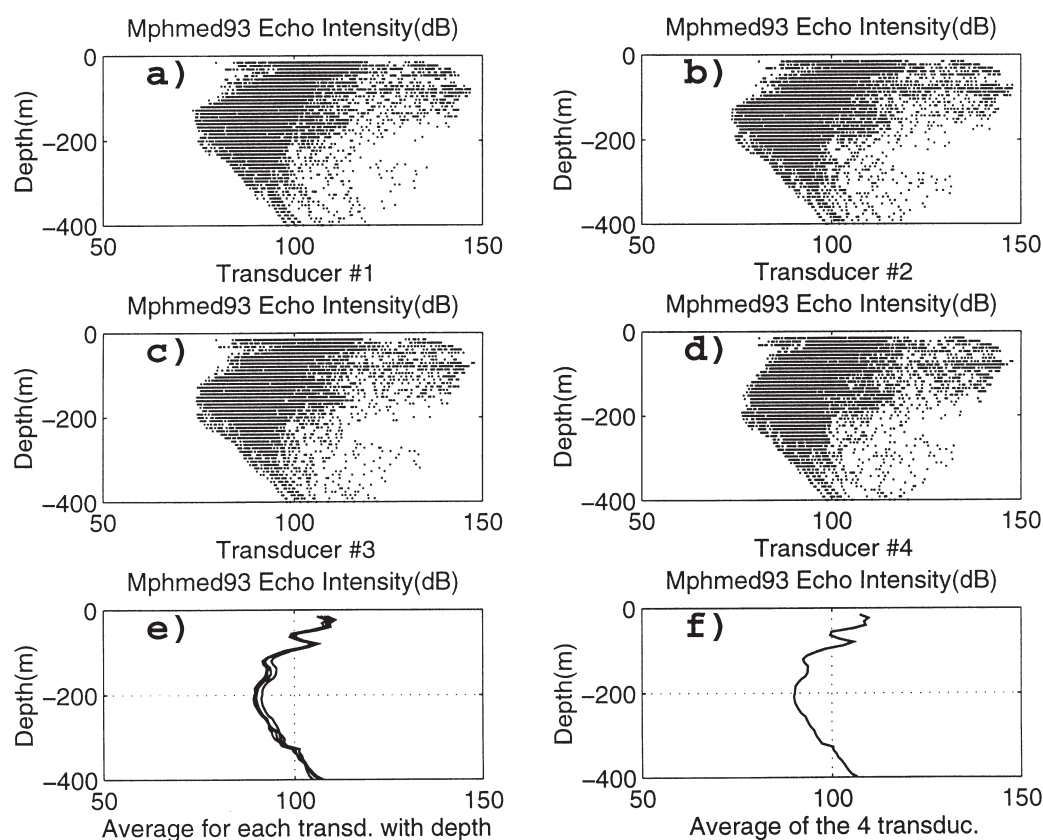 Mphmed93 Echo Intensity(dB)
a)
Depth(m)
0
−200
−400
50
100
150
Transducer #1
Mphmed93 Echo Intensity(dB)
b)
Depth(m)
0
−200
−400
50
100
150
Transducer #2
Mphmed93 Echo Intensity(dB)
c)
Depth(m)
0
−200
−400
50
100
150
Transducer #3
Mphmed93 Echo Intensity(dB)
d)
Depth(m)
0
−200
−400
50
100
150
Transducer #4
Mphmed93 Echo Intensity(dB)
e)
Depth(m)
0
−200
−400
50
100
150
Average for each transd. with depth
Mphmed93 Echo Intensity(dB)
f)
Depth(m)
0
−200
−400
50
100
150
Average of the 4 transduc.